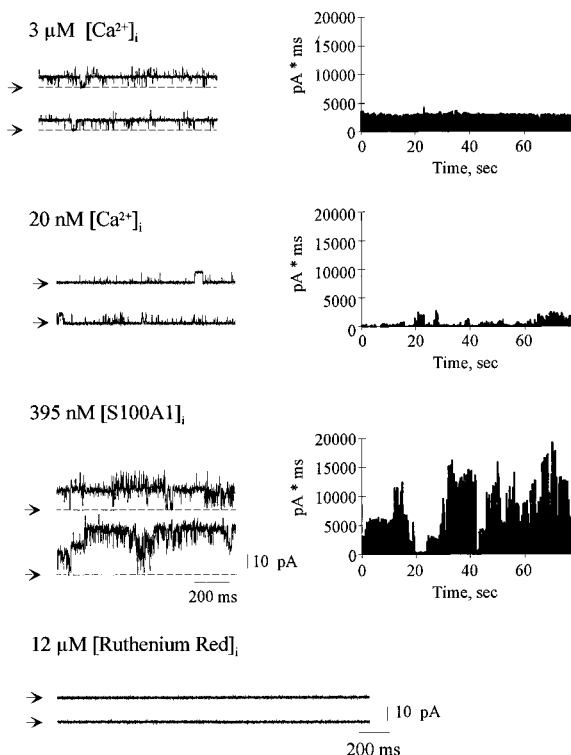 3 µM [Ca²⁺]ᵢ
20000
15000
10000
5000
0
pA * ms
0 20 40 60
Time, sec
20 nM [Ca²⁺]ᵢ
20000
15000
10000
5000
0
pA * ms
0 20 40 60
Time, sec
395 nM [S100A1]ᵢ
20000
15000
10000
5000
0
pA * ms
0 20 40 60
Time, sec
10 pA
200 ms
12 µM [Ruthenium Red]ᵢ
10 pA
200 ms